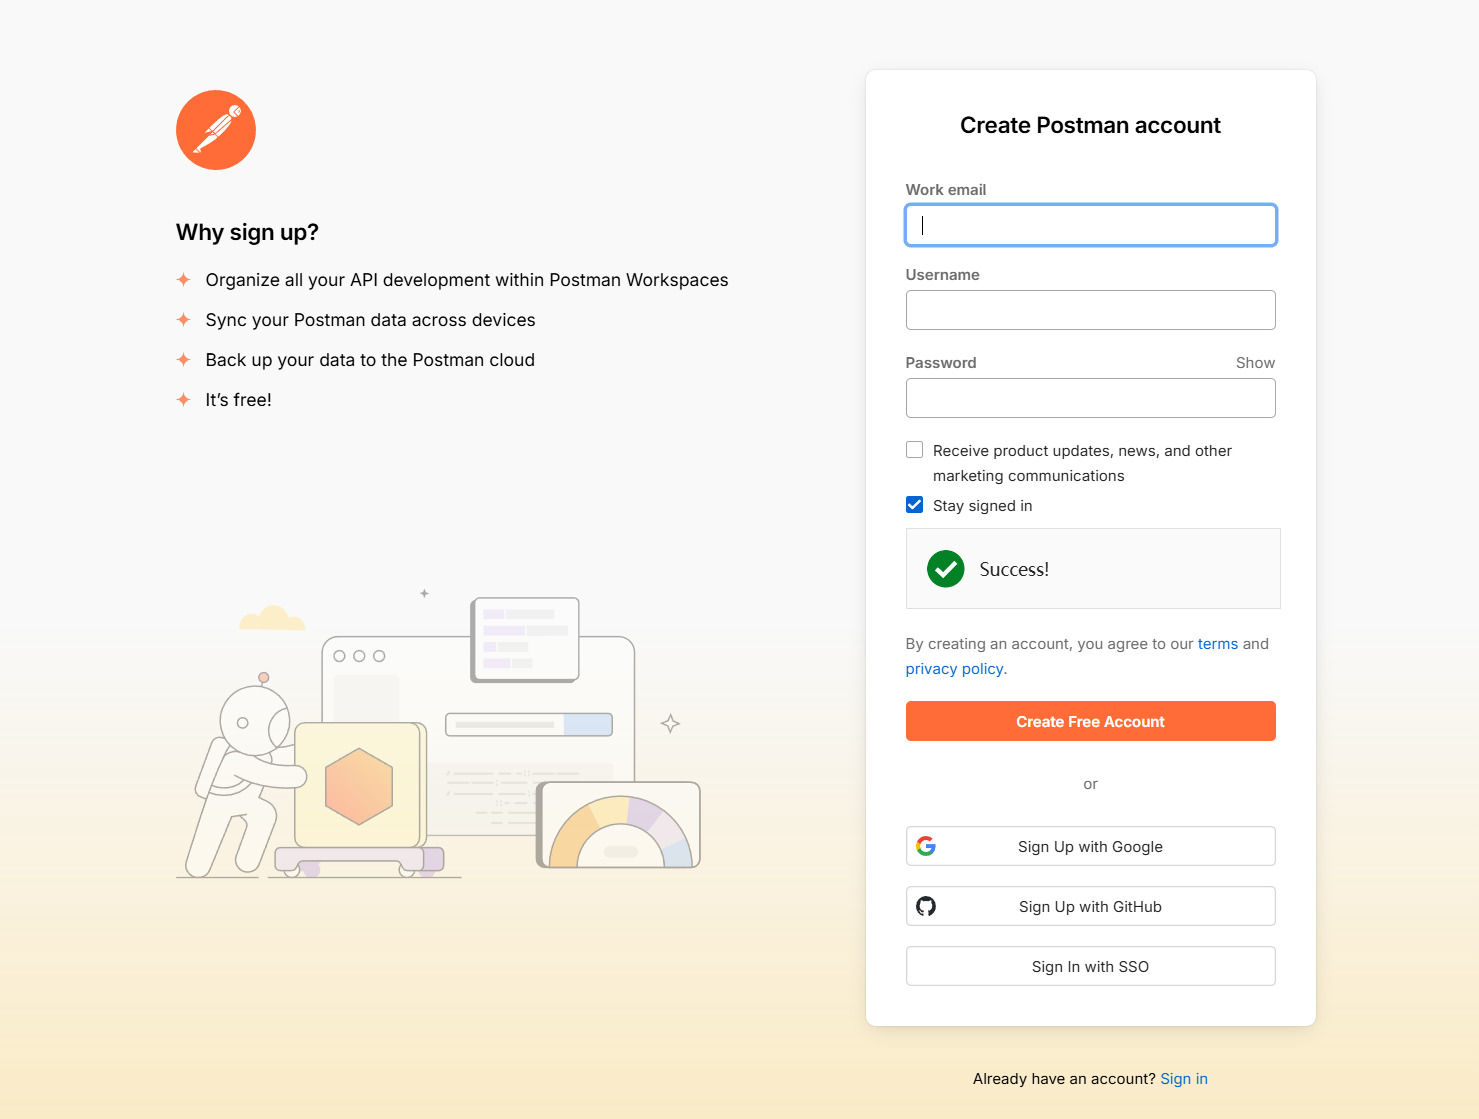 Why sign up?
Organize all your API development within Postman Workspaces
Sync your Postman data across devices
Back up your data to the Postman cloud
It’s free!
Create Postman account
Work email
Username
Password
Show
Receive product updates, news, and other
marketing communications
Stay signed in
Success!
By creating an account, you agree to our terms and
privacy policy.
Create Free Account
or
Sign Up with Google
Sign Up with GitHub
Sign In with SSO
Already have an account? Sign in